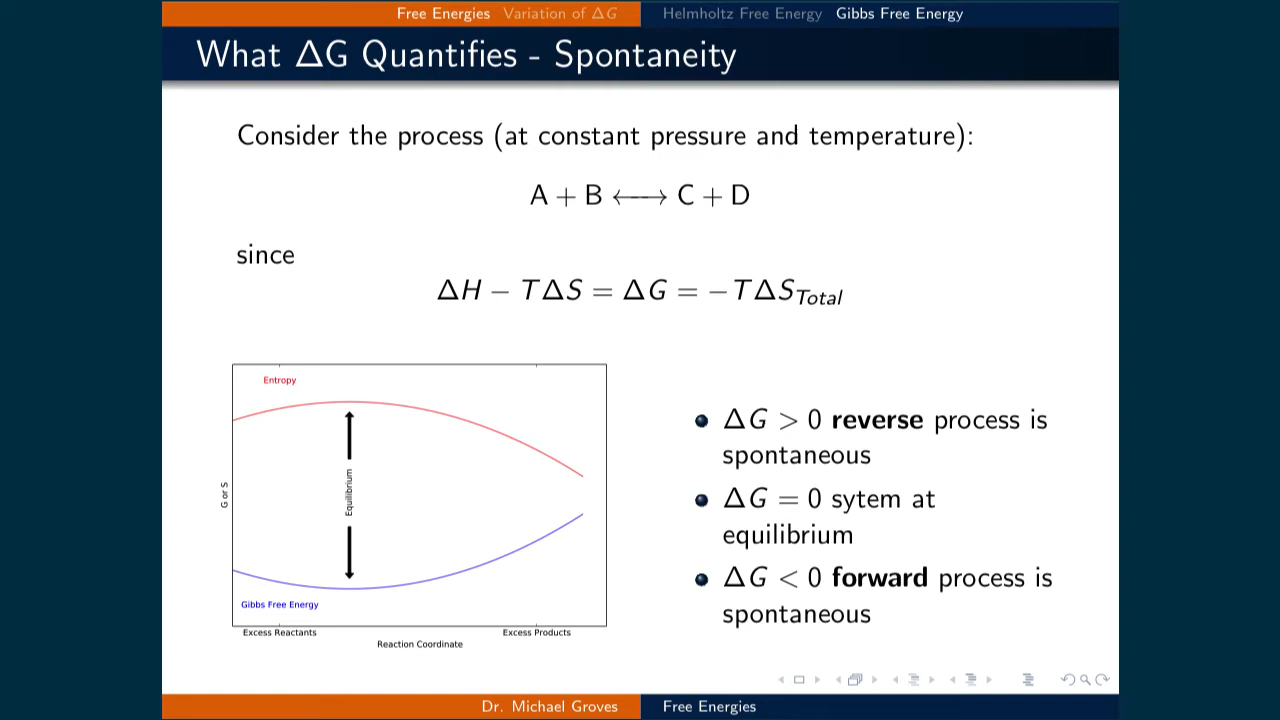 Free Energies Variation of ΔG Helmholtz Free Energy Gibbs Free Energy
What ΔG Quantifies - Spontaneity
Consider the process (at constant pressure and temperature):
A + B ⟷ C + D
since
ΔH − TΔS = ΔG = −TΔS_Total
Entropy
G or S
Equilibrium
Gibbs Free Energy
Excess Reactants
Excess Products
Reaction Coordinate
ΔG > 0 reverse process is
spontaneous
ΔG = 0 sytem at
equilibrium
ΔG < 0 forward process is
spontaneous
Dr. Michael Groves Free Energies